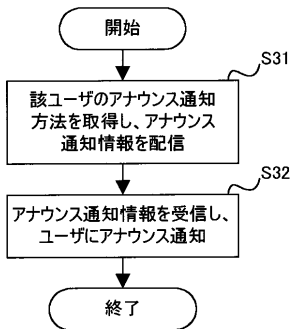 開始
S31
該ユーザのアナウンス通知
方法を取得し、アナウンス
通知情報を配信
S32
アナウンス通知情報を受信し、
ユーザにアナウンス通知
終了